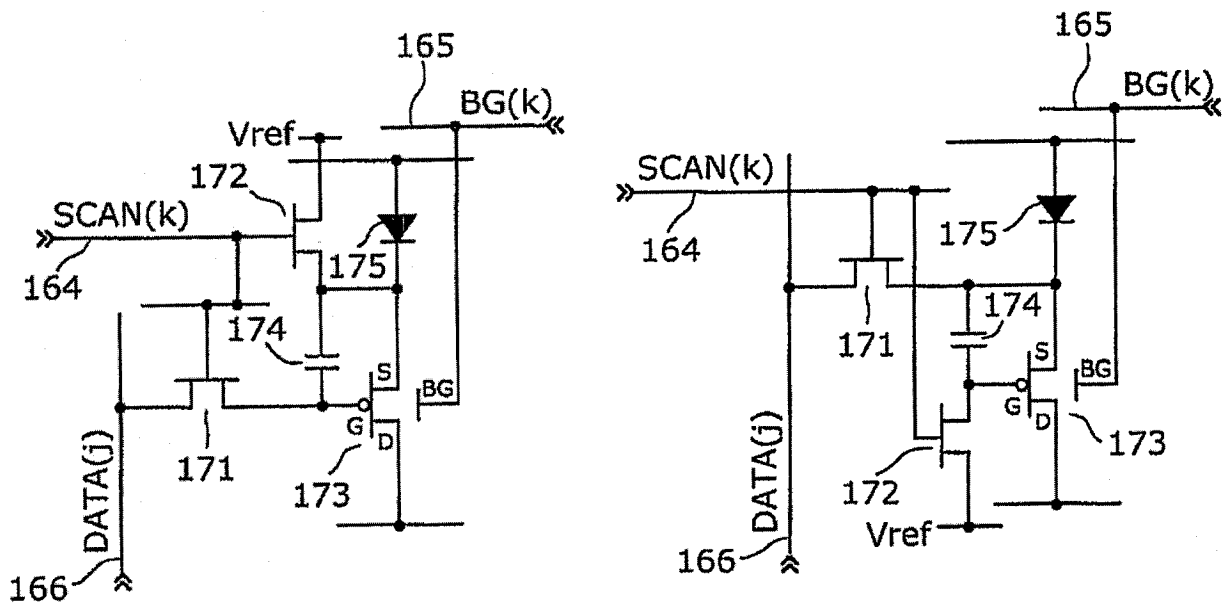 165
BG(k)
Vref
172
SCAN(k)
164
175
174
S
BG
G
D
171
173
DATA(j)
166
165
BG(k)
SCAN(k)
164
175
174
171
S
BG
G
D
173
172
DATA(j)
Vref
166